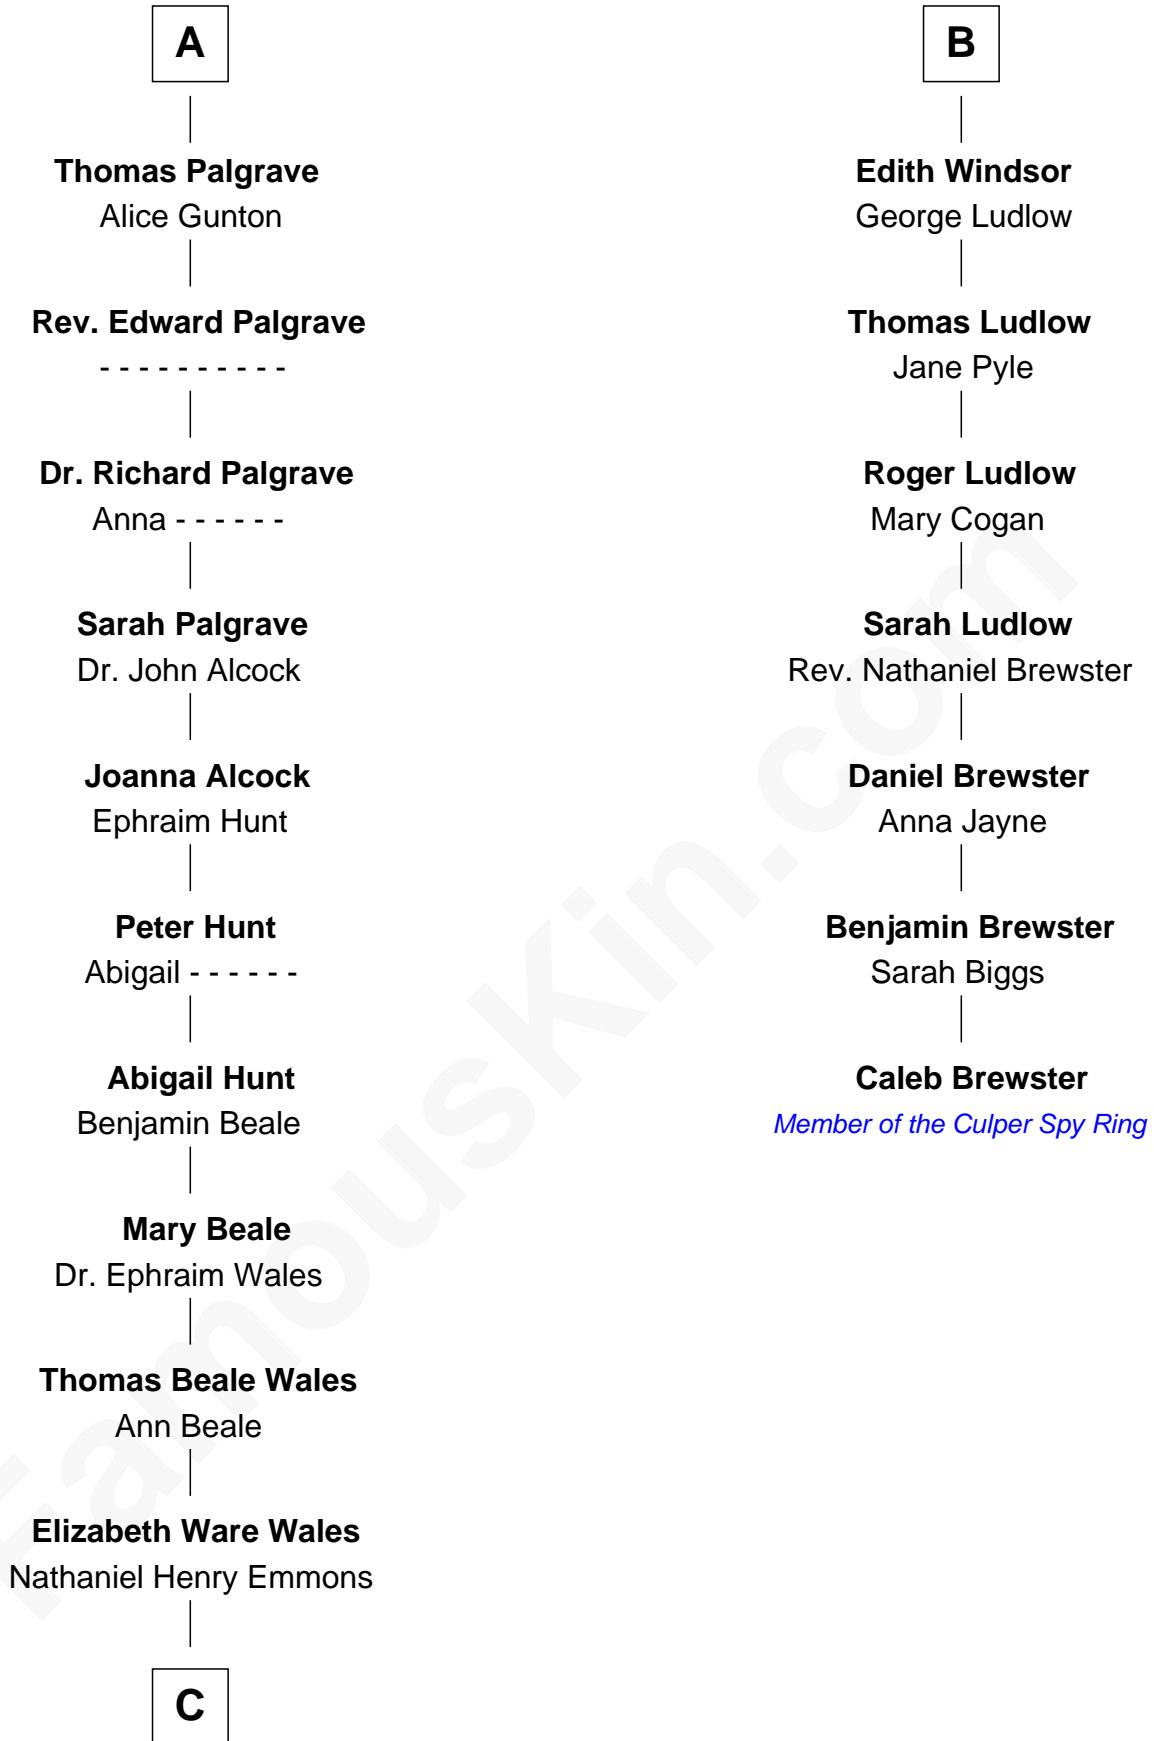 A
Thomas Palgrave
Alice Gunton
Rev. Edward Palgrave
- - - - - - - - - -
Dr. Richard Palgrave
Anna - - - - - -
Sarah Palgrave
Dr. John Alcock
Joanna Alcock
Ephraim Hunt
Peter Hunt
Abigail - - - - - -
Abigail Hunt
Benjamin Beale
Mary Beale
Dr. Ephraim Wales
Thomas Beale Wales
Ann Beale
Elizabeth Ware Wales
Nathaniel Henry Emmons
C
B
Edith Windsor
George Ludlow
Thomas Ludlow
Jane Pyle
Roger Ludlow
Mary Cogan
Sarah Ludlow
Rev. Nathaniel Brewster
Daniel Brewster
Anna Jayne
Benjamin Brewster
Sarah Biggs
Caleb Brewster
Member of the Culper Spy Ring
FamousKin.com